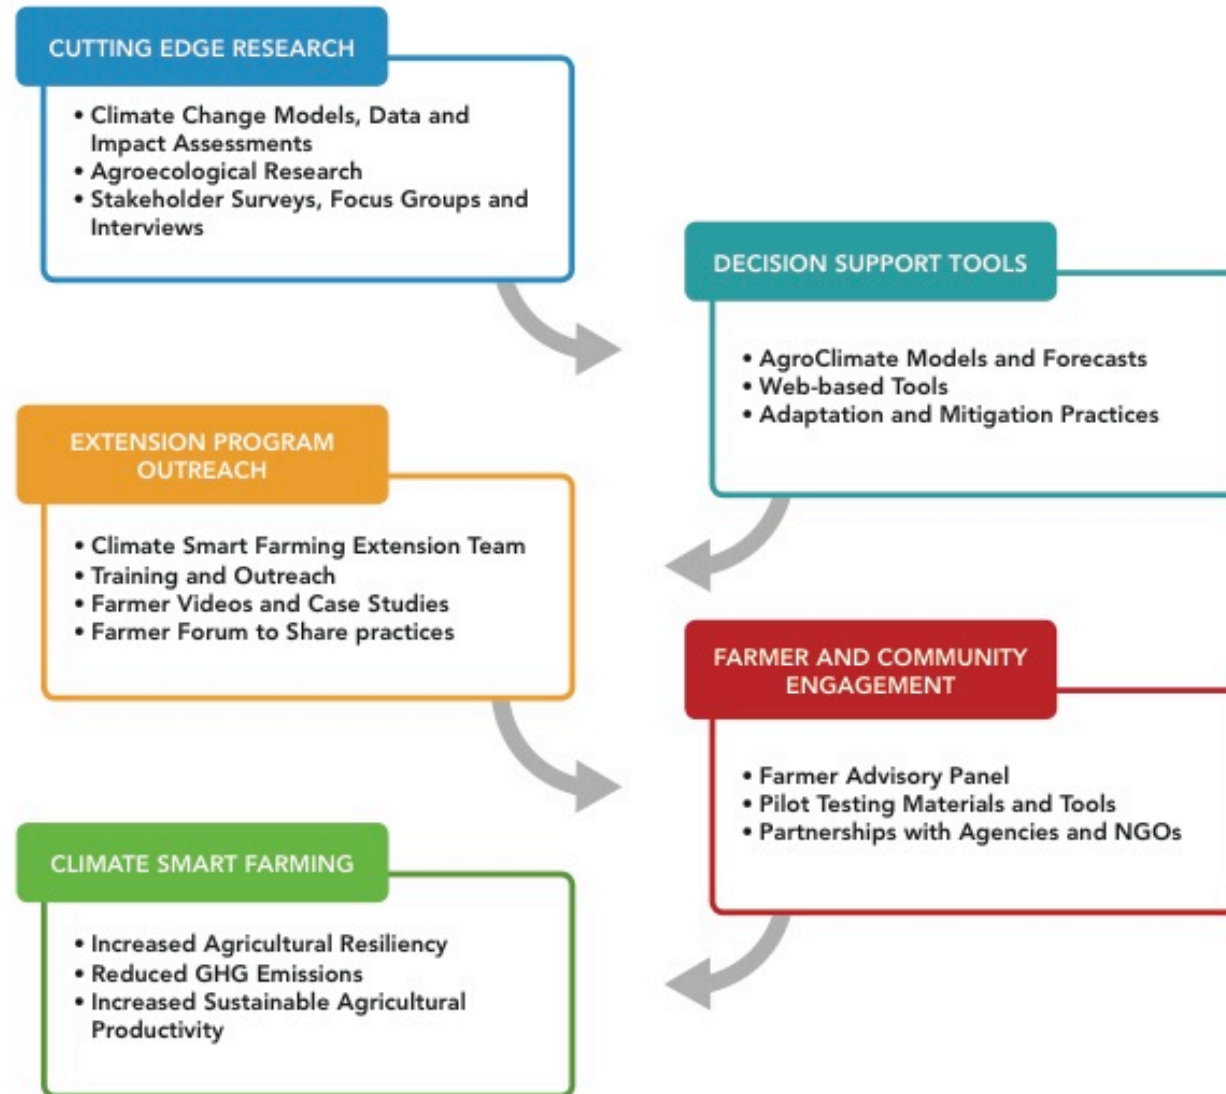 CUTTING EDGE RESEARCH
• Climate Change Models, Data and
Impact Assessments
• Agroecological Research
• Stakeholder Surveys, Focus Groups and
Interviews
DECISION SUPPORT TOOLS
• AgroClimate Models and Forecasts
• Web-based Tools
• Adaptation and Mitigation Practices
EXTENSION PROGRAM
OUTREACH
• Climate Smart Farming Extension Team
• Training and Outreach
• Farmer Videos and Case Studies
• Farmer Forum to Share practices
FARMER AND COMMUNITY
ENGAGEMENT
• Farmer Advisory Panel
• Pilot Testing Materials and Tools
• Partnerships with Agencies and NGOs
CLIMATE SMART FARMING
• Increased Agricultural Resiliency
• Reduced GHG Emissions
• Increased Sustainable Agricultural
Productivity